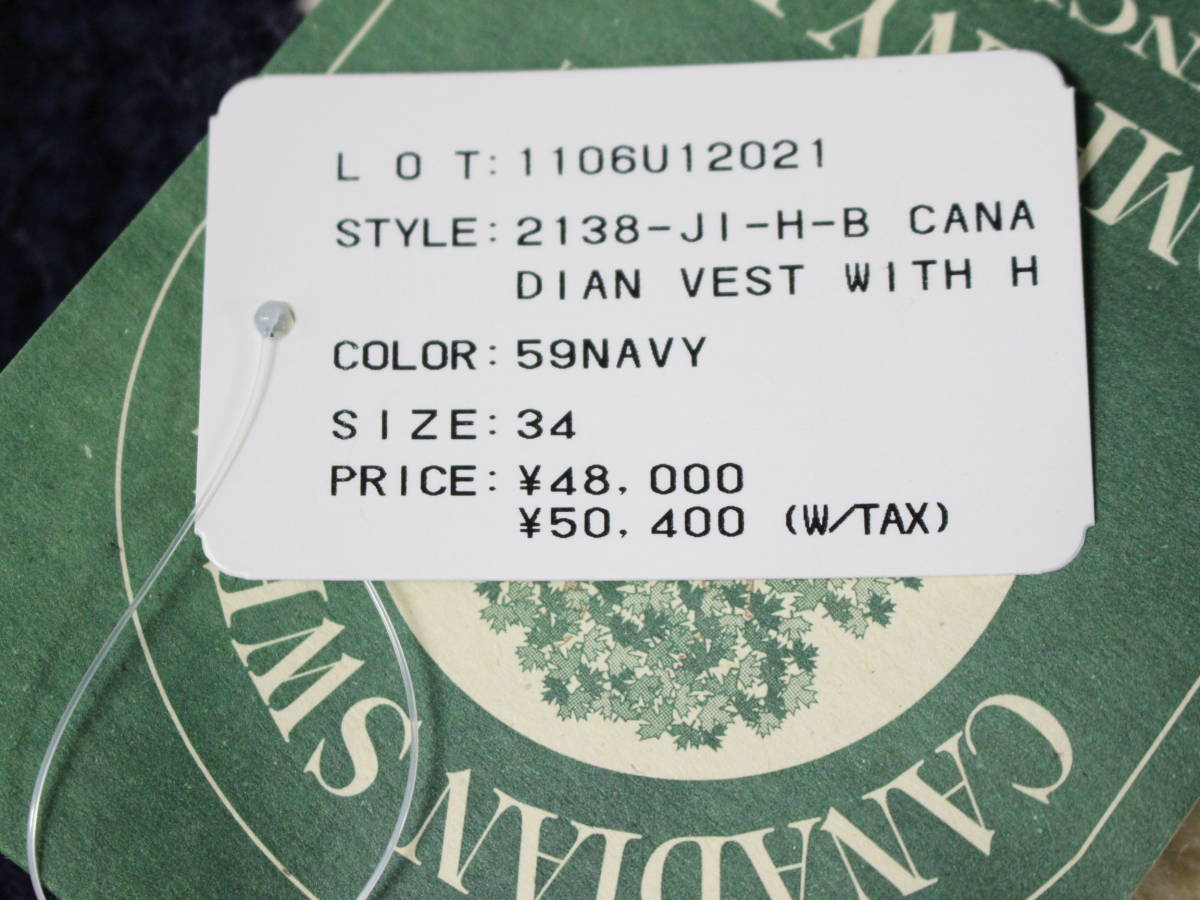 L O T: 1106U12021
STYLE: 2138-JI-H-B CANA
DIAN VEST WITH H
COLOR: 59NAVY
SIZE: 34
PRICE: ¥48,000
¥50,400 (W/TAX)
CANADIAN